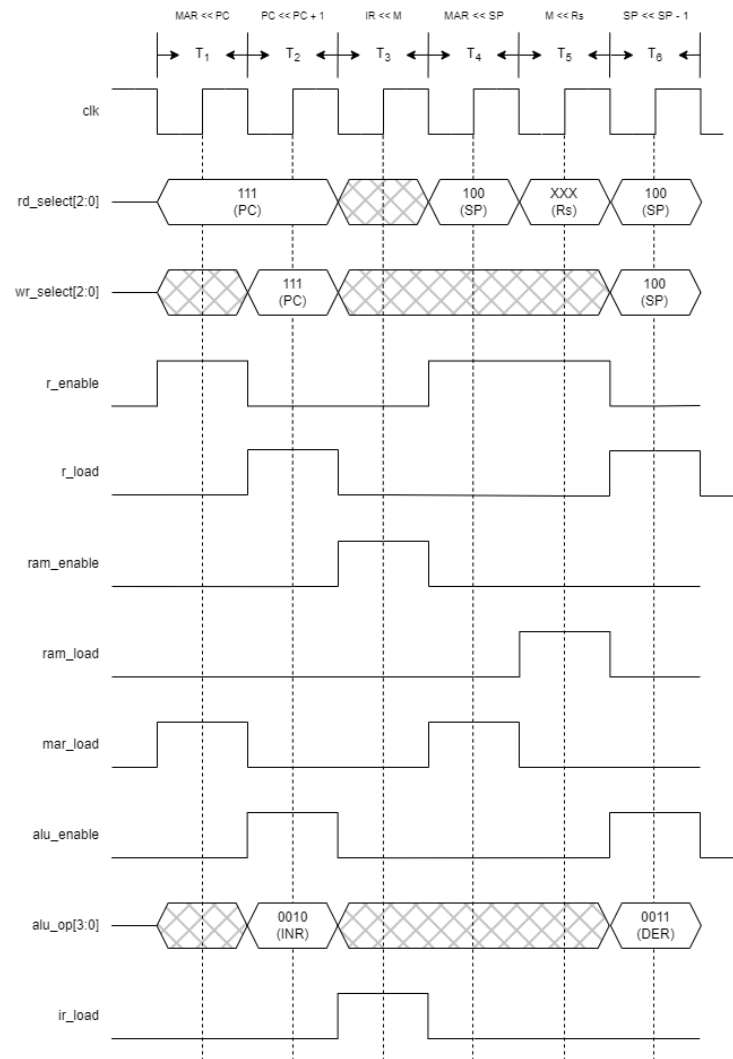 MAR << PC PC << PC + 1 IR << M MAR << SP M << Rs SP << SP - 1
T1 T2 T3 T4 T5 T6
clk
rd_select[2:0]
111
(PC)
100
(SP)
XXX
(Rs)
100
(SP)
wr_select[2:0]
111
(PC)
100
(SP)
r_enable
r_load
ram_enable
ram_load
mar_load
alu_enable
alu_op[3:0]
0010
(INR)
0011
(DER)
ir_load